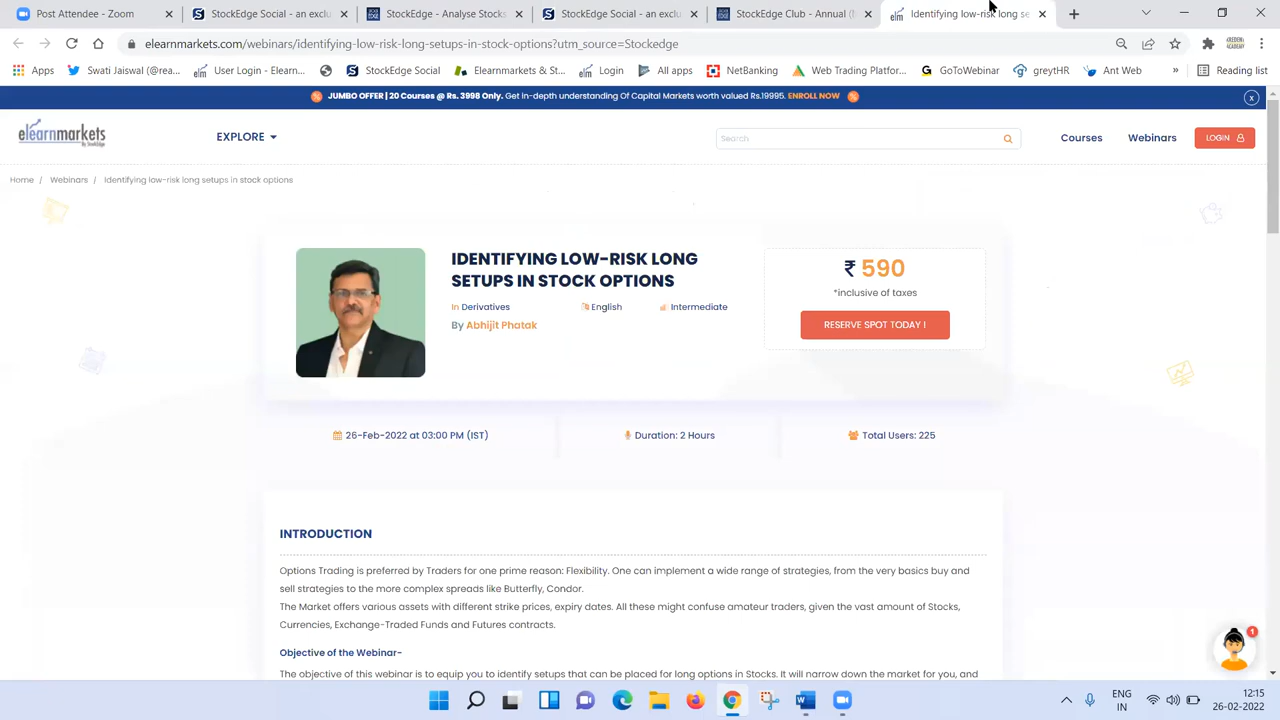 Post Attendee
StockEdge Social - an exclu
StockEdge - Analyse Stocks
StockEdge Social - an exclu
StockEdge Club - Annual (
Identifying low-risk long se
elearnmarkets.com/webinars/identifying-low-risk-long-setups-in-stock-options?utm_source=Stockedge
Apps
Swati Jaiswal (@rea...
User Login - Elearn...
StockEdge Social
Elearnmarkets & St...
Login
All apps
NetBanking
Web Trading Platfor...
GoToWebinar
greytHR
Ant Web
»
Reading list
JUMBO OFFER | 20 Courses @ Rs. 3998 Only. Get in-depth understanding Of Capital Markets worth valued Rs.19995. ENROLL NOW
x
elearnmarkets
By StockEdge
EXPLORE
Search
Courses
Webinars
LOGIN
Home / Webinars / Identifying low-risk long setups in stock options
IDENTIFYING LOW-RISK LONG
SETUPS IN STOCK OPTIONS
In Derivatives
English
Intermediate
By Abhijit Phatak
₹ 590
*inclusive of taxes
RESERVE SPOT TODAY !
26-Feb-2022 at 03:00 PM (IST)
Duration: 2 Hours
Total Users: 225
INTRODUCTION
Options Trading is preferred by Traders for one prime reason: Flexibility. One can implement a wide range of strategies, from the very basics buy and
sell strategies to the more complex spreads like Butterfly, Condor.
The Market offers various assets with different strike prices, expiry dates. All these might confuse amateur traders, given the vast amount of Stocks,
Currencies, Exchange-Traded Funds and Futures contracts.
Objective of the Webinar-
The objective of this webinar is to equip you to identify setups that can be placed for long options in Stocks. It will narrow down the market for you, and
1
ENG
IN
12:15
26-02-2022